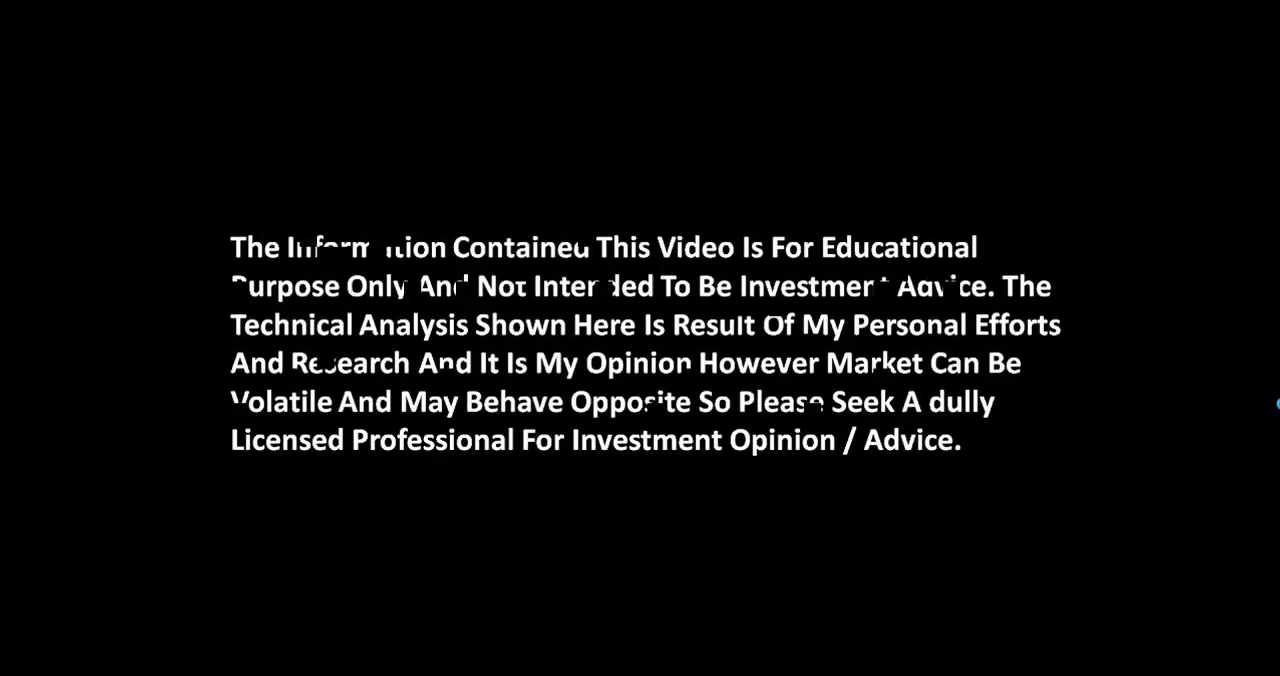 The Information Contained This Video Is For Educational
Purpose Only And Not Intended To Be Investment Advice. The
Technical Analysis Shown Here Is Result Of My Personal Efforts
And Research And It Is My Opinion However Market Can Be
Volatile And May Behave Opposite So Please Seek A dully
Licensed Professional For Investment Opinion / Advice.